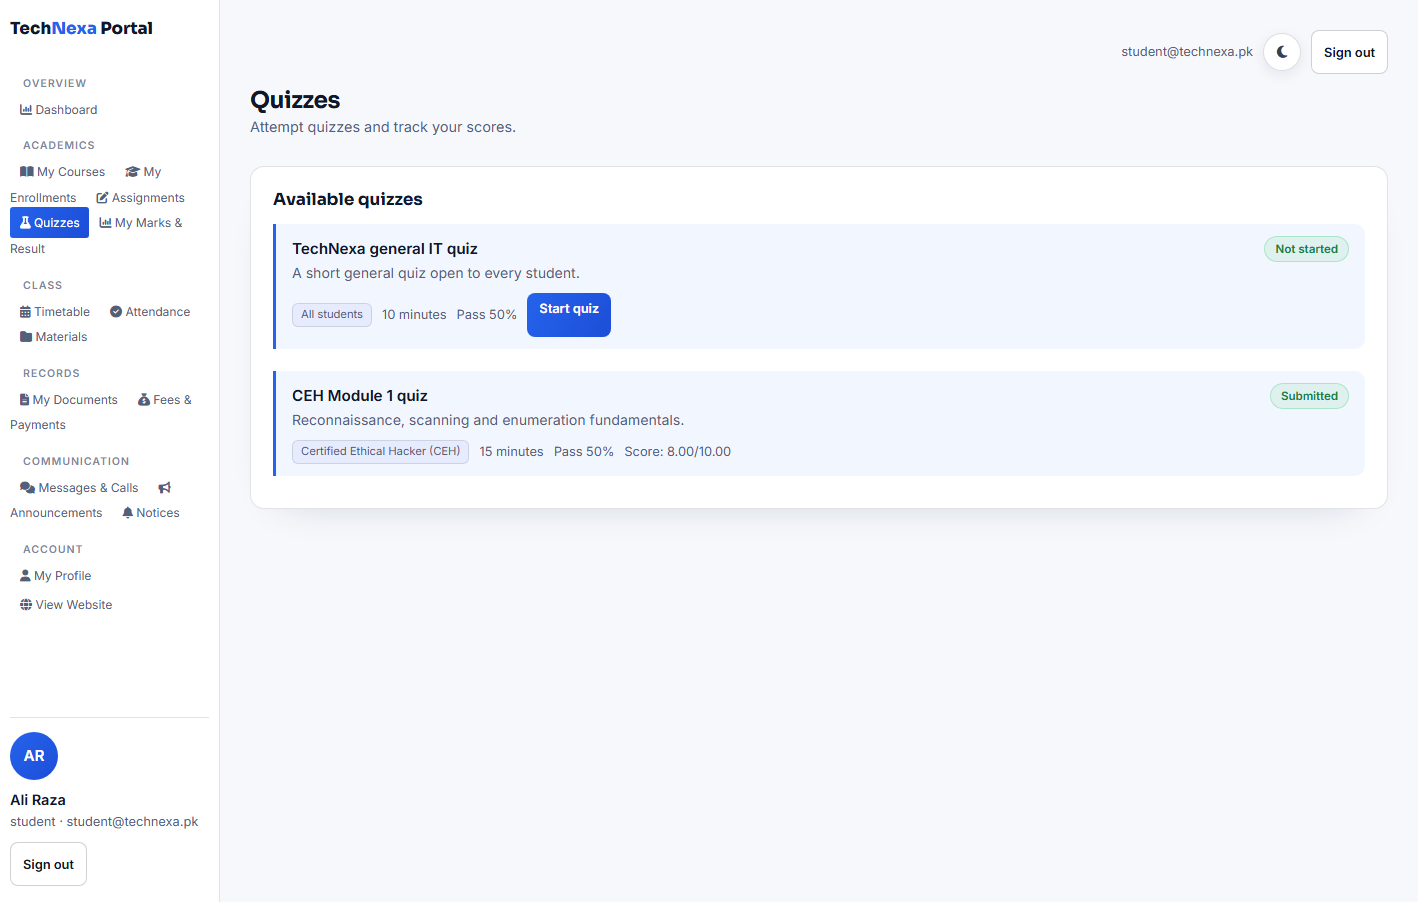 TechNexa Portal
OVERVIEW
Dashboard
ACADEMICS
My Courses My
Enrollments Assignments
Quizzes My Marks &
Result
CLASS
Timetable Attendance
Materials
RECORDS
My Documents Fees &
Payments
COMMUNICATION
Messages & Calls
Announcements Notices
ACCOUNT
My Profile
View Website
AR
Ali Raza
student · student@technexa.pk
Sign out
student@technexa.pk Sign out
Quizzes
Attempt quizzes and track your scores.
Available quizzes
TechNexa general IT quiz Not started
A short general quiz open to every student.
All students 10 minutes Pass 50% Start quiz
CEH Module 1 quiz Submitted
Reconnaissance, scanning and enumeration fundamentals.
Certified Ethical Hacker (CEH) 15 minutes Pass 50% Score: 8.00/10.00